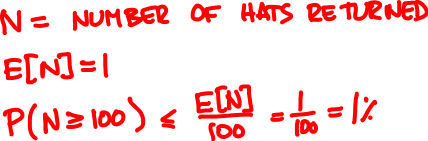 N = NUMBER OF HATS RETURNED
E[N]=1
P(N ≥ 100) ≤ E[N]/100 = 1/100 = 1%